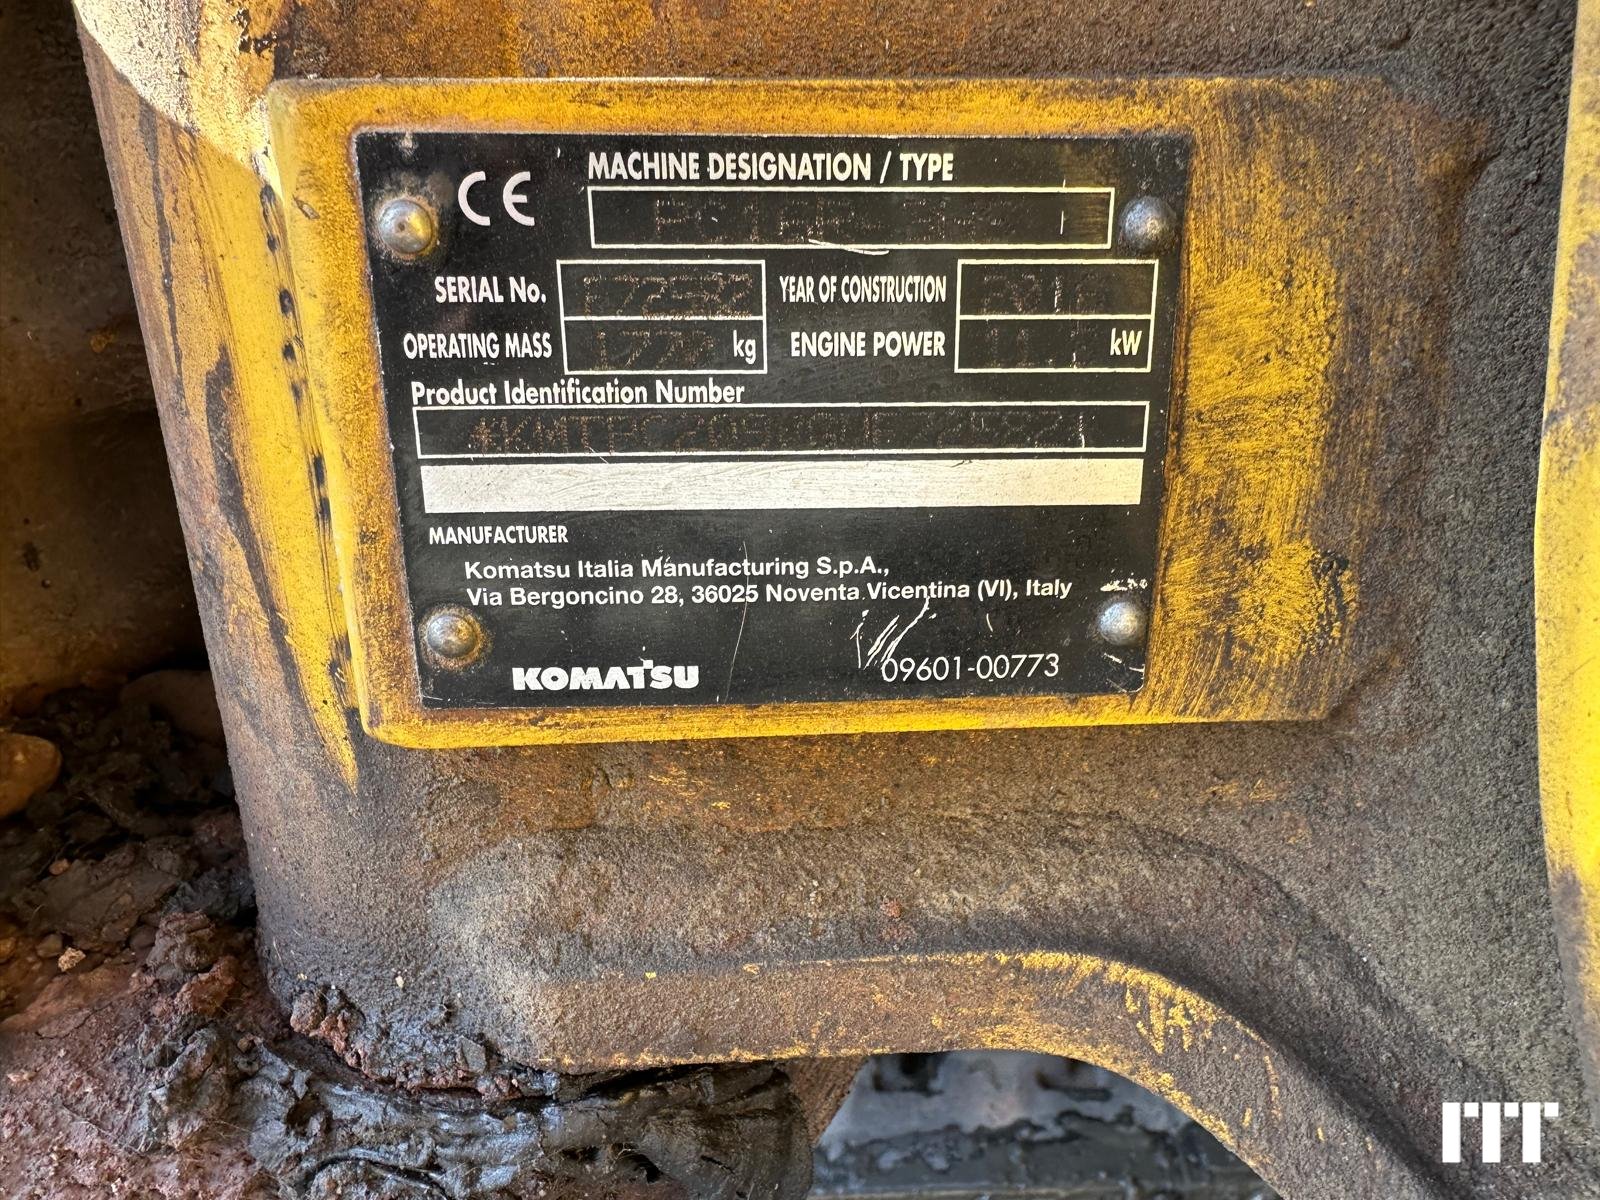 CE
MACHINE DESIGNATION / TYPE
SERIAL No.
YEAR OF CONSTRUCTION
OPERATING MASS kg
ENGINE POWER kW
Product Identification Number
MANUFACTURER
Komatsu Italia Manufacturing S.p.A.,
Via Bergoncino 28, 36025 Noventa Vicentina (VI), Italy
KOMATSU
09601-00773